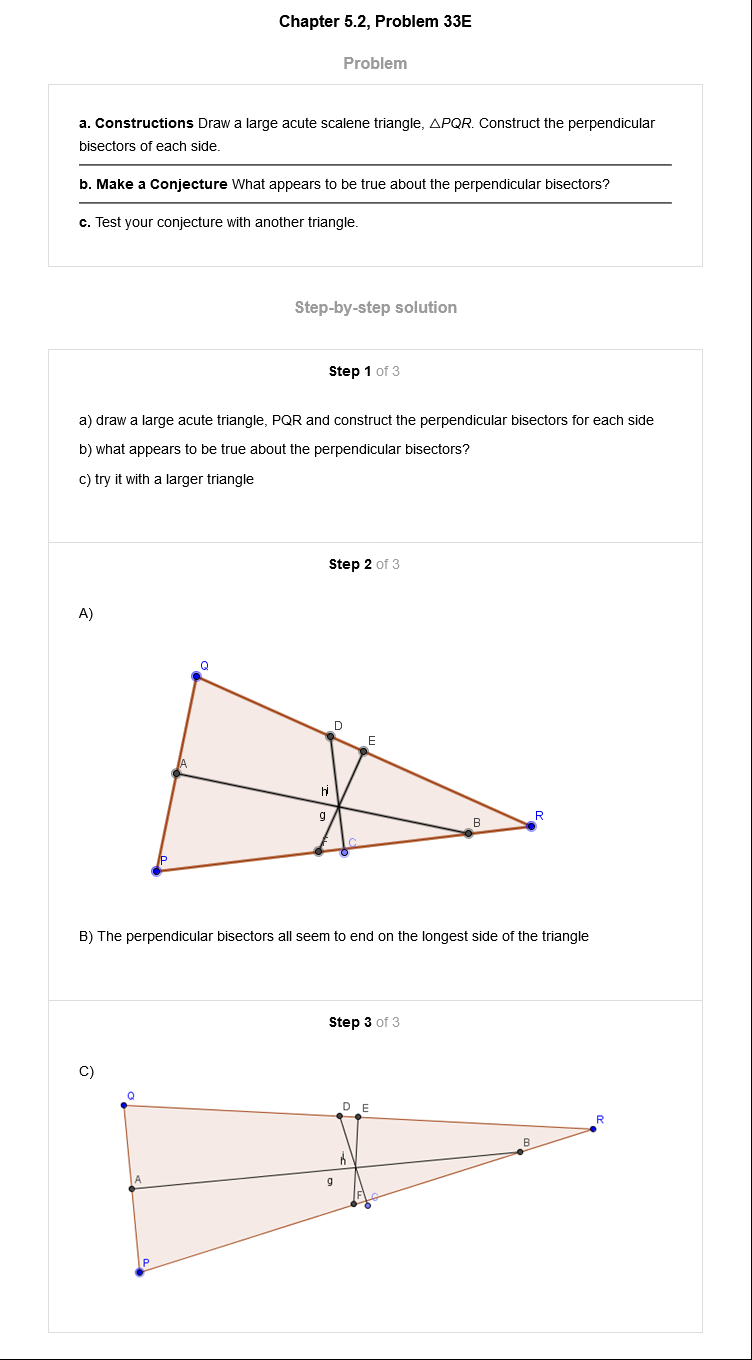 Chapter 5.2, Problem 33E
Problem
a. Constructions Draw a large acute scalene triangle, △PQR. Construct the perpendicular
bisectors of each side.
b. Make a Conjecture What appears to be true about the perpendicular bisectors?
c. Test your conjecture with another triangle.
Step-by-step solution
Step 1 of 3
a) draw a large acute triangle, PQR and construct the perpendicular bisectors for each side
b) what appears to be true about the perpendicular bisectors?
c) try it with a larger triangle
Step 2 of 3
A)
Q
D
E
A
h
i
g
R
B
F
C
P
B) The perpendicular bisectors all seem to end on the longest side of the triangle
Step 3 of 3
C)
Q
D E
R
B
h
A
g
F
C
P